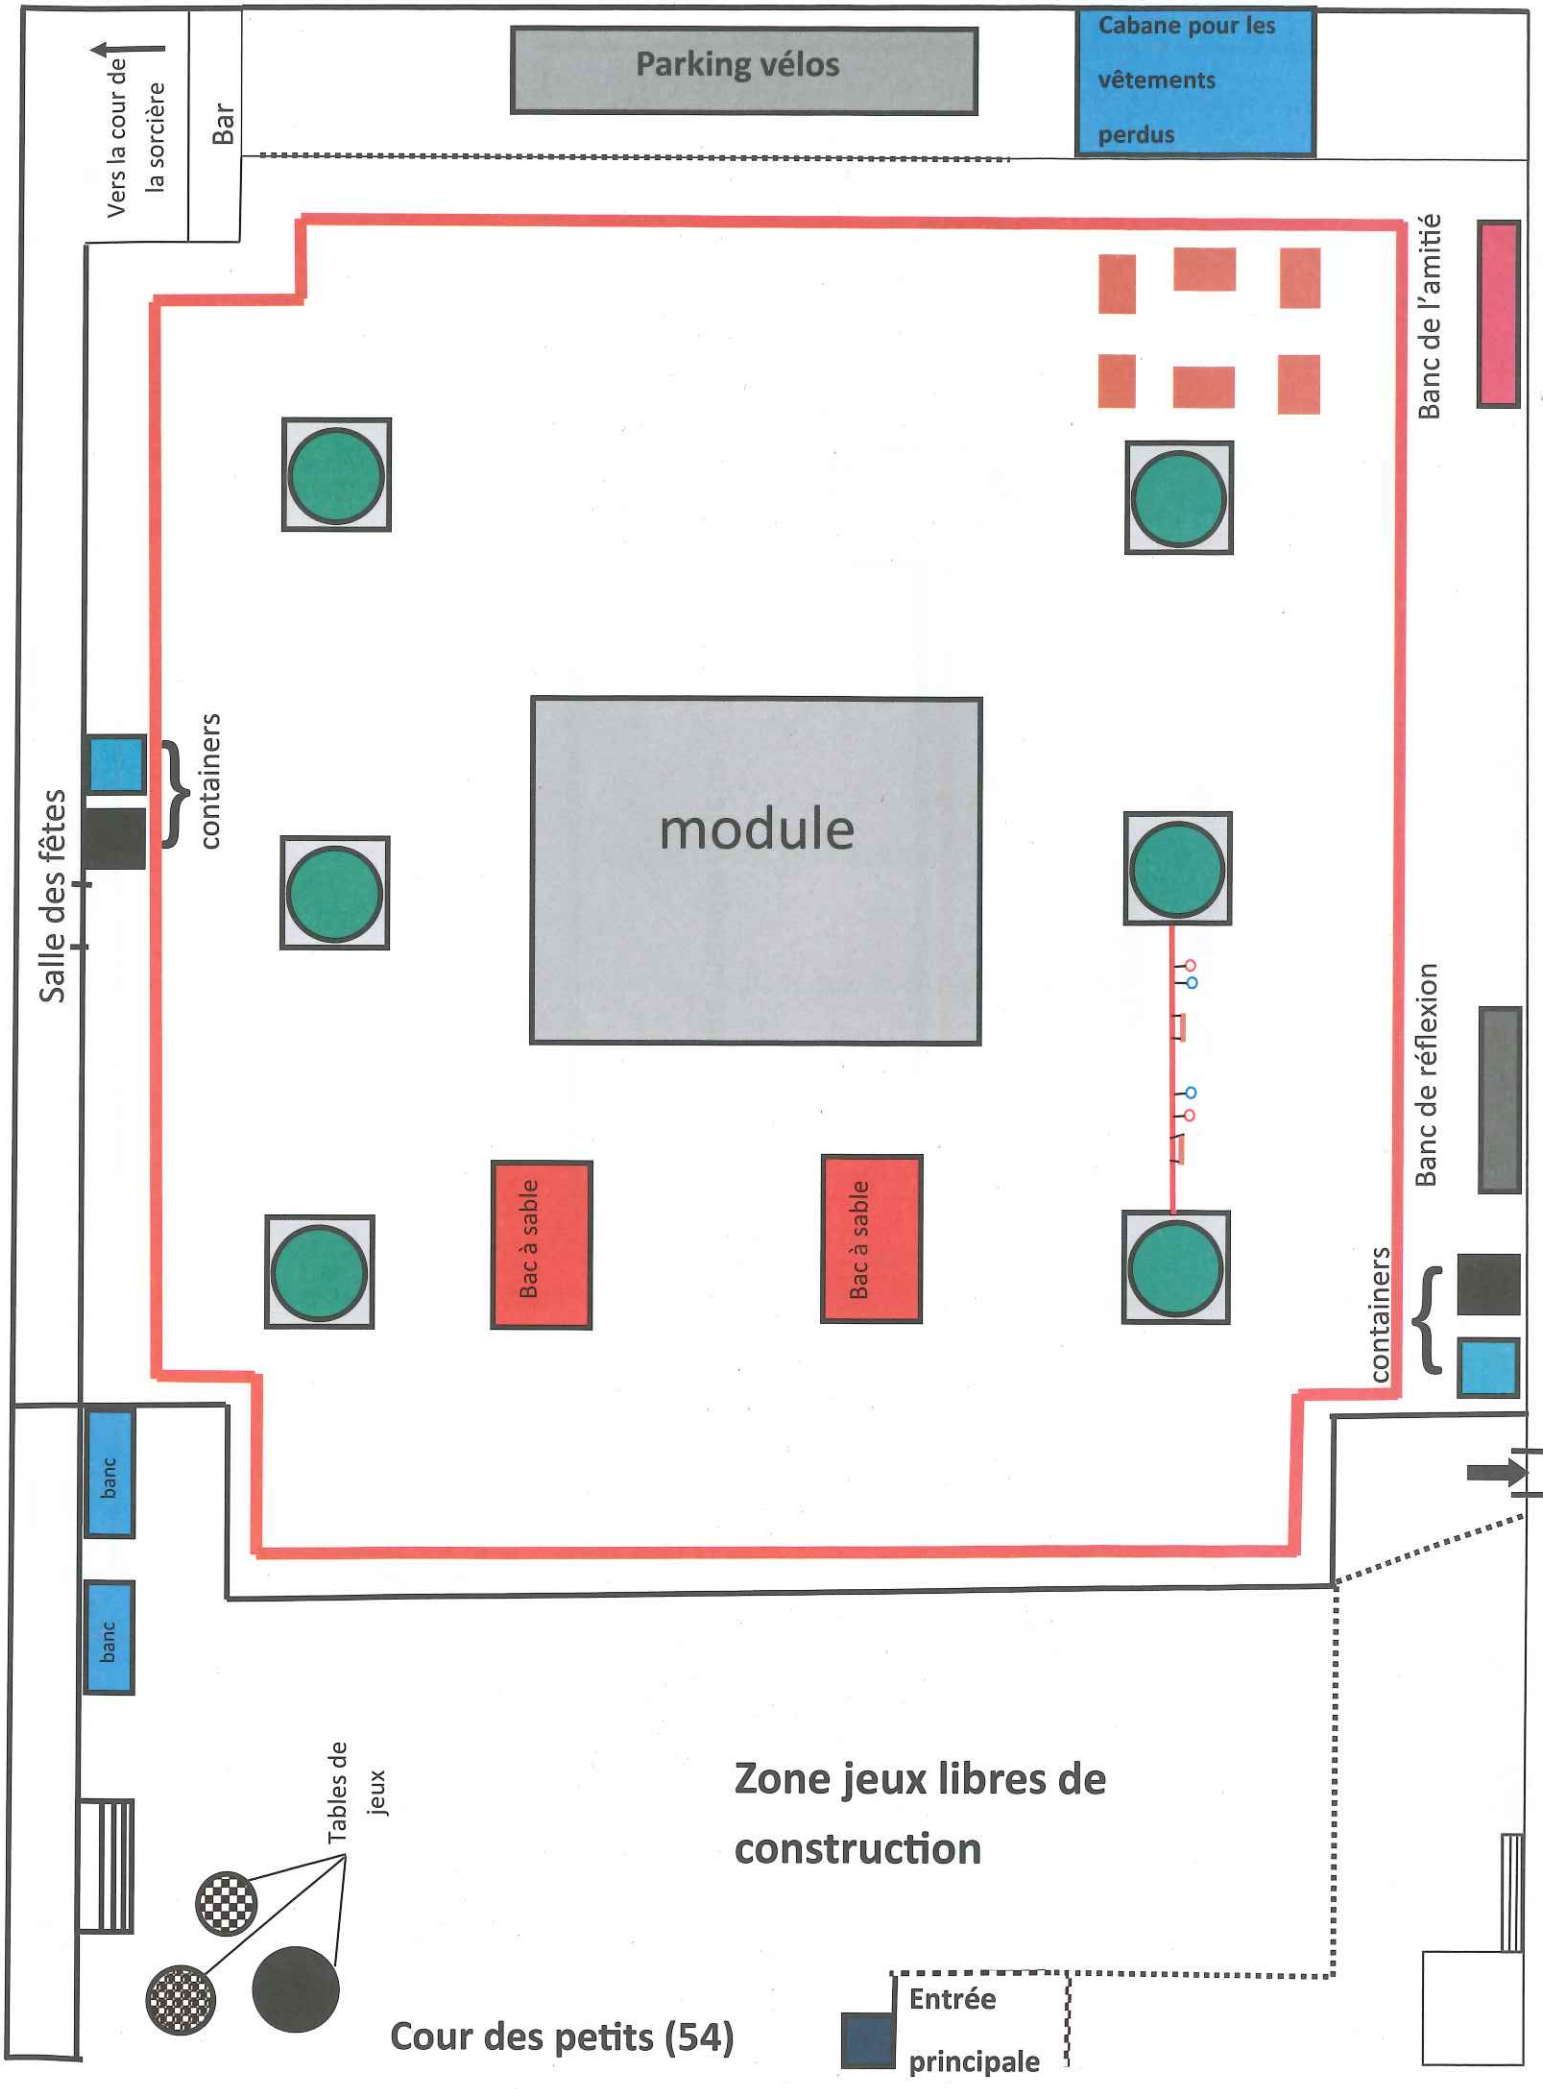 Vers la cour de
la sorcière
Bar
Parking vélos
Cabane pour les
vêtements
perdus
Banc de l'amitié
Salle des fêtes
containers
module
Banc de réflexion
Bac à sable
Bac à sable
containers
banc
banc
Tables de
jeux
Zone jeux libres de
construction
Cour des petits (54)
Entrée
principale